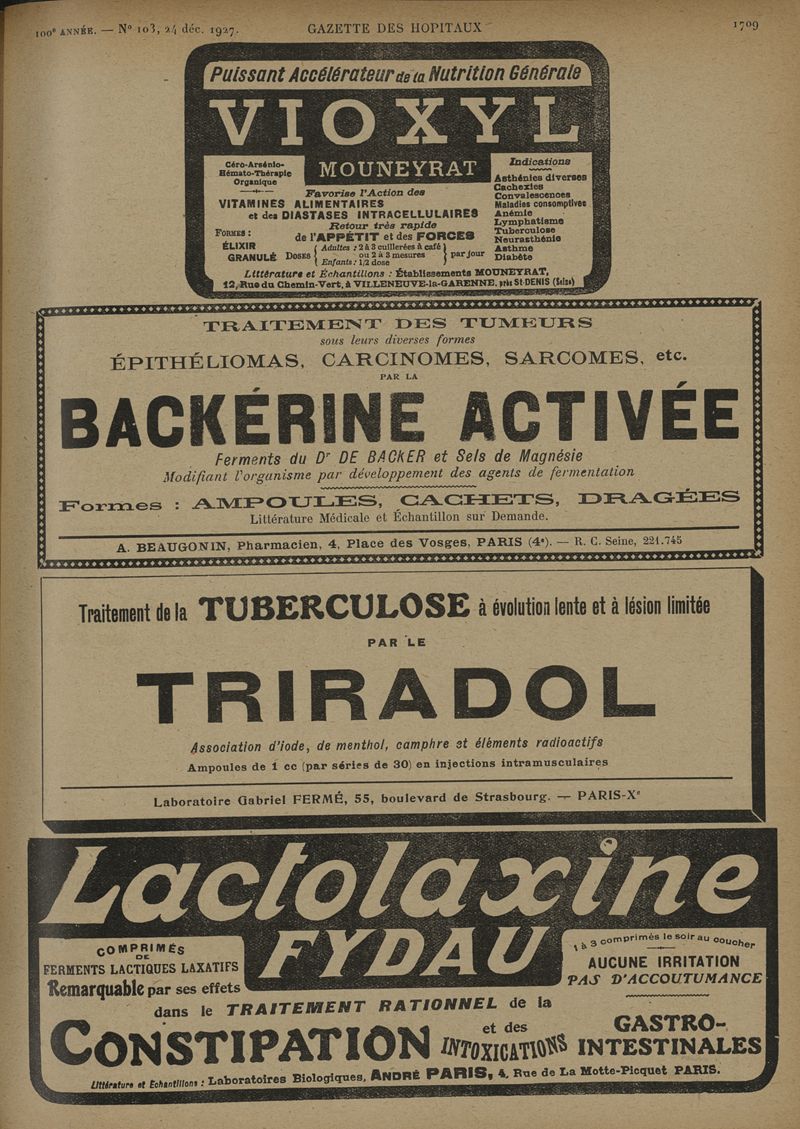 100e ANNÉE. — No 103, 24 déc. 1927.
GAZETTE DES HOPITAUX
1709
Puissant Accélérateur de la Nutrition Générale
VIOXYL
MOUNEYRAT
Céro-Arsénio-
Hémato-Thérapie
Organique
Favorise l'Action des
VITAMINES ALIMENTAIRES
et des DIASTASES INTRACELLULAIRES
Retour très rapide
de l'APPÉTIT et des FORCES
FORMES :
ÉLIXIR
GRANULÉ
DOSES
Adultes : 2 à 3 cuillerées à café
ou 2 à 3 mesures
Enfants : 1/2 dose
par jour
Indications
Asthénies diverses
Cachexies
Convalescences
Maladies consomptives
Anémie
Lymphatisme
Tuberculose
Neurasthénie
Asthme
Diabète
Littérature et Échantillons : Établissements MOUNEYRAT,
12, Rue du Chemin-Vert, à VILLENEUVE-la-GARENNE, près St-DENIS (Seine)
TRAITEMENT DES TUMEURS
sous leurs diverses formes
ÉPITHÉLIOMAS, CARCINOMES, SARCOMES, etc.
PAR LA
BACKÉRINE ACTIVÉE
Ferments du Dr DE BACKER et Sels de Magnésie
Modifiant l'organisme par développement des agents de fermentation
Formes : AMPOULES, CACHETS, DRAGÉES
Littérature Médicale et Échantillon sur Demande.
A. BEAUGONIN, Pharmacien, 4, Place des Vosges, PARIS (4e). — R. C. Seine, 221.745
Traitement de la TUBERCULOSE à évolution lente et à lésion limitée
PAR LE
TRIRADOL
Association d'iode, de menthol, camphre et éléments radioactifs
Ampoules de 1 cc (par séries de 30) en injections intramusculaires
Laboratoire Gabriel FERMÉ, 55, boulevard de Strasbourg. — PARIS-Xe
Lactolaxine
FYDAU
COMPRIMÉS
DE
FERMENTS LACTIQUES LAXATIFS
Remarquable par ses effets
1 à 3 comprimés le soir au coucher
AUCUNE IRRITATION
PAS D'ACCOUTUMANCE
dans le TRAITEMENT RATIONNEL de la
CONSTIPATION et des INTOXICATIONS GASTRO-
INTESTINALES
Littérature et Echantillons : Laboratoires Biologiques, ANDRÉ PARIS, 4, Rue de La Motte-Picquet PARIS.